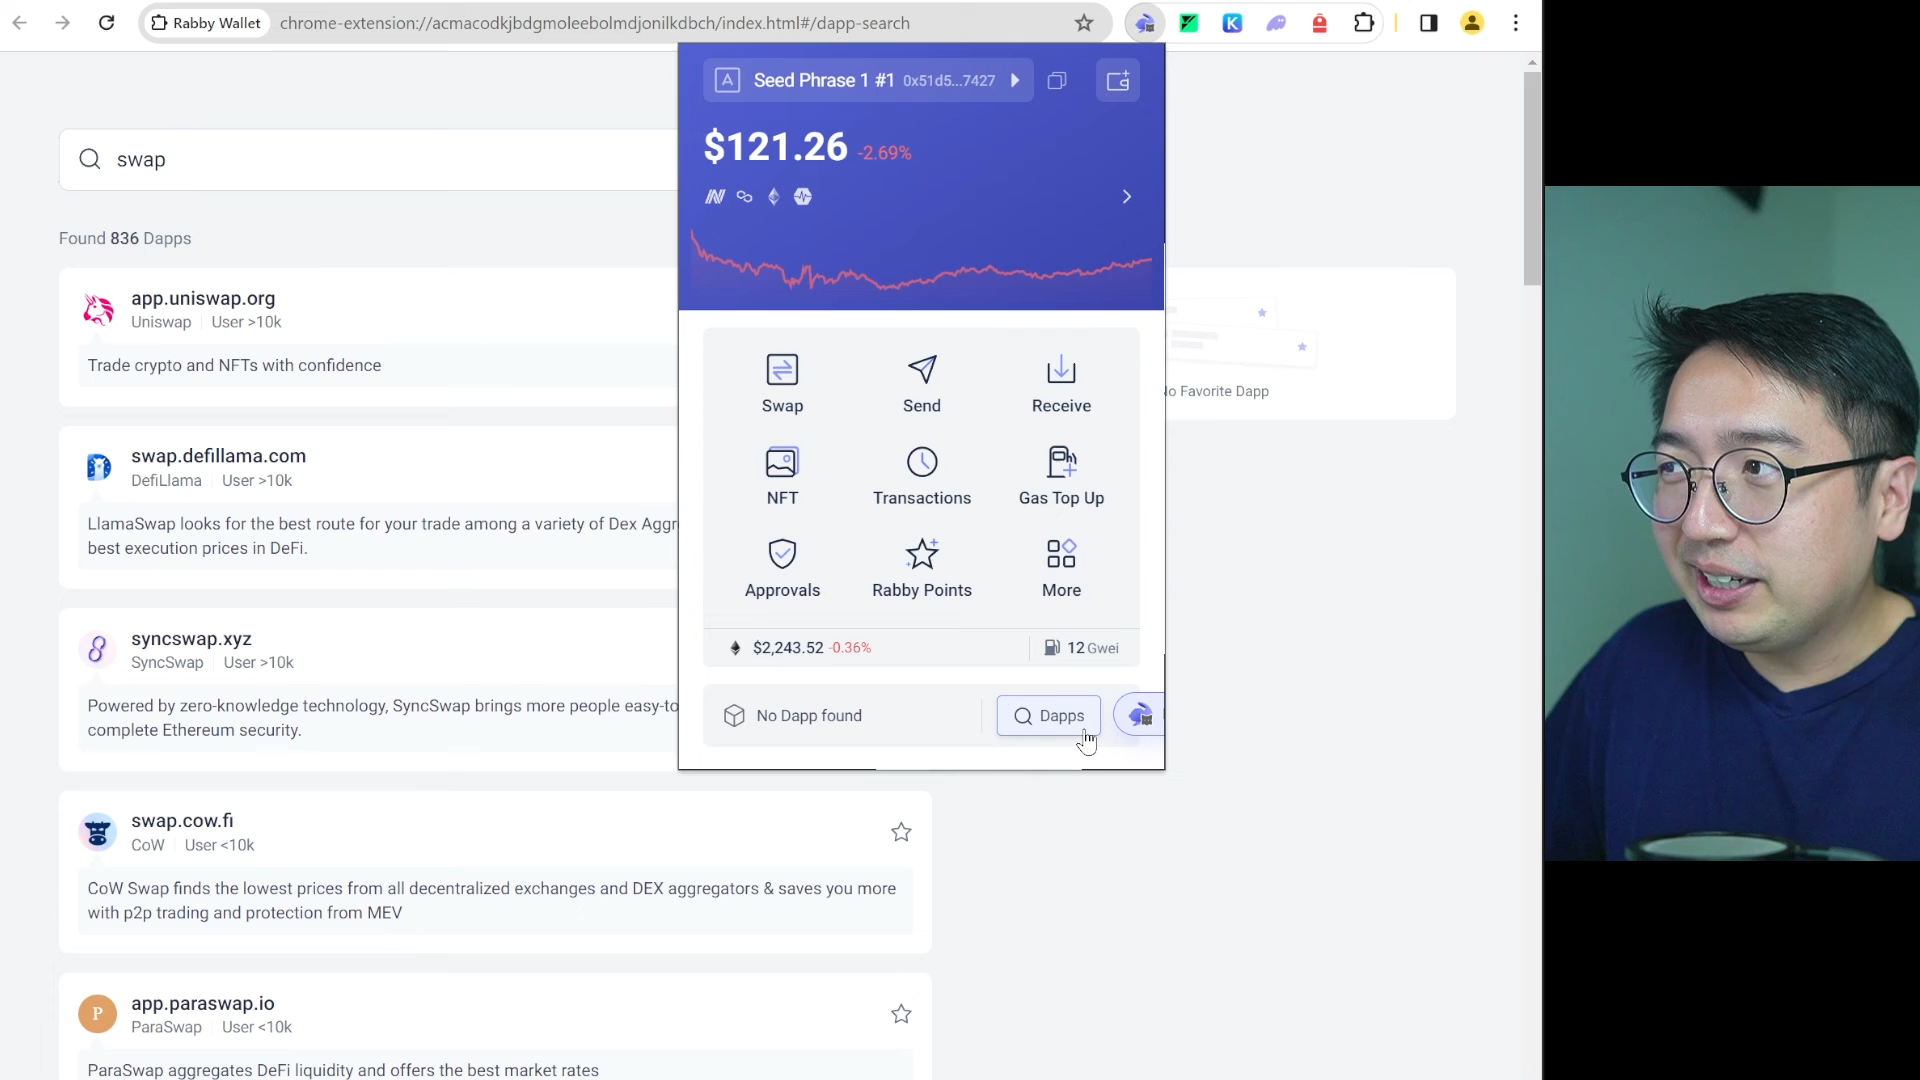 Rabby Wallet
chrome-extension://acmacodkjbdgmoleebolmdjonilkdbch/index.html#/dapp-search
K
swap
Found 836 Dapps
app.uniswap.org
Uniswap User >10k
Trade crypto and NFTs with confidence
swap.defillama.com
DefiLlama User >10k
LlamaSwap looks for the best route for your trade among a variety of Dex Aggr
best execution prices in DeFi.
syncswap.xyz
SyncSwap User >10k
Powered by zero-knowledge technology, SyncSwap brings more people easy-to
complete Ethereum security.
swap.cow.fi
CoW User <10k
CoW Swap finds the lowest prices from all decentralized exchanges and DEX aggregators & saves you more
with p2p trading and protection from MEV
P
app.paraswap.io
ParaSwap User <10k
ParaSwap aggregates DeFi liquidity and offers the best market rates
A Seed Phrase 1 #1 0x51d5...7427
$121.26 -2.69%
Swap
Send
Receive
NFT
Transactions
Gas Top Up
Approvals
Rabby Points
More
$2,243.52 -0.36%
12 Gwei
No Dapp found
Dapps
No Favorite Dapp